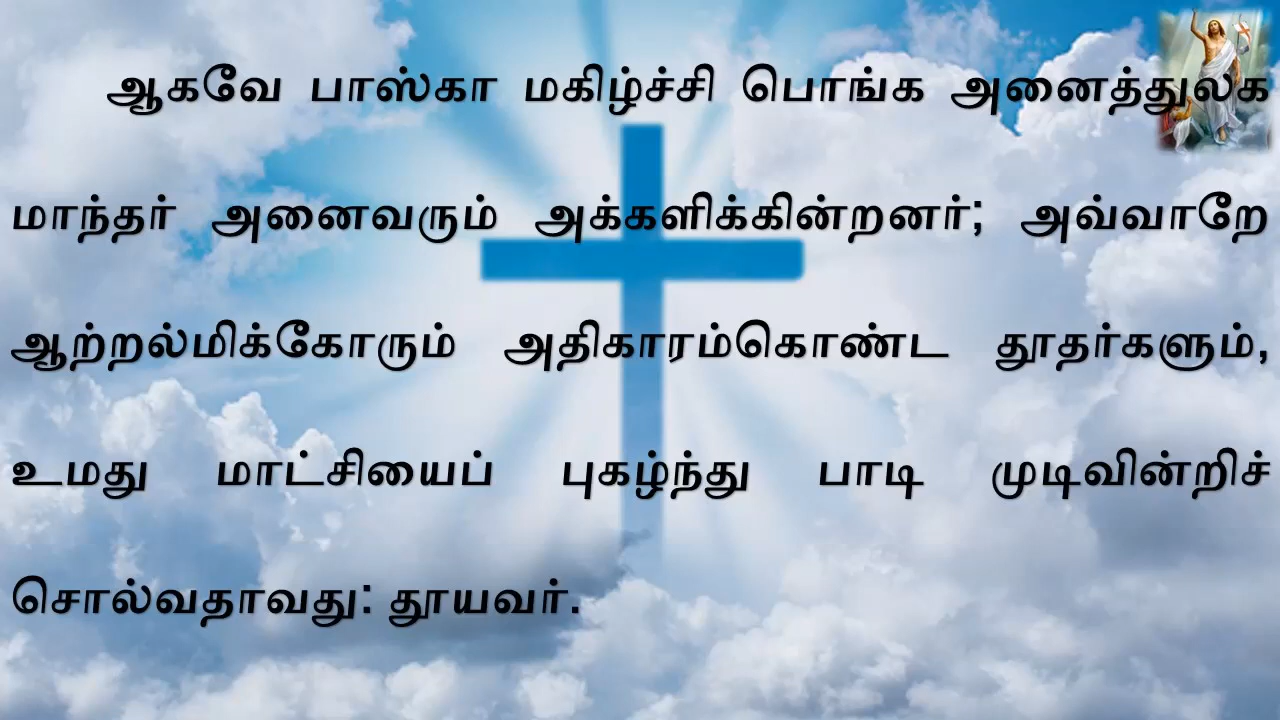 ஆகவே பாஸ்கா மகிழ்ச்சி பொங்க அனைத்துலக
மாந்தர் அனைவரும் அக்களிக்கின்றனர்; அவ்வாறே
ஆற்றல்மிக்கோரும் அதிகாரம்கொண்ட தூதர்களும்,
உமது மாட்சியைப் புகழ்ந்து பாடி முடிவின்றிச்
சொல்வதாவது: தூயவர்.